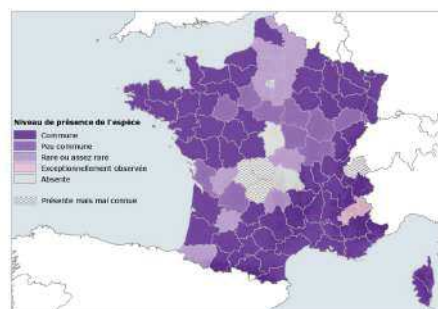 Niveau de présence de l'espèce
Commune
Peu commune
Rare ou assez rare
Exceptionnellement observée
Absente
Présente mais mal connue